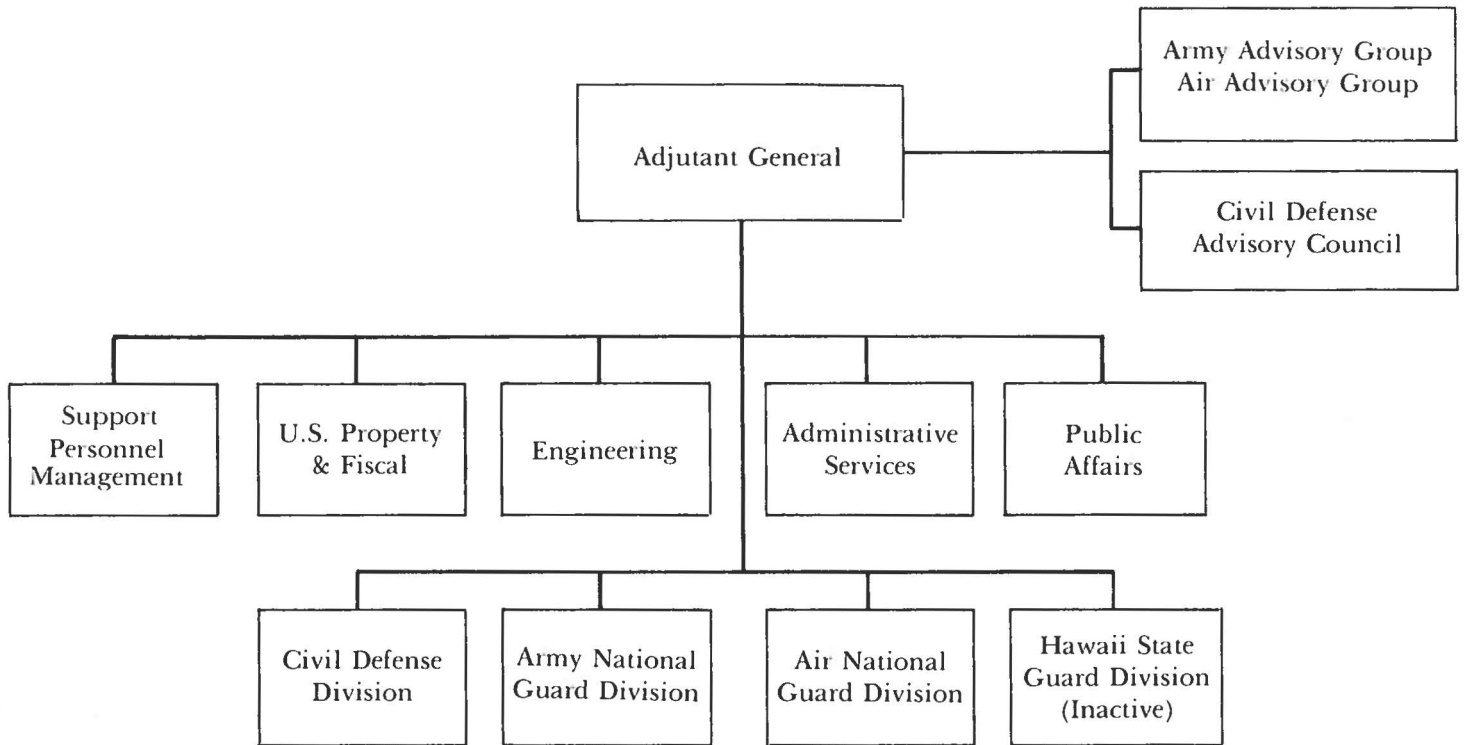 Army Advisory Group
Air Advisory Group
Adjutant General
Civil Defense
Advisory Council
Support
Personnel
Management
U.S. Property
& Fiscal
Engineering
Administrative
Services
Public
Affairs
Civil Defense
Division
Army National
Guard Division
Air National
Guard Division
Hawaii State
Guard Division
(Inactive)